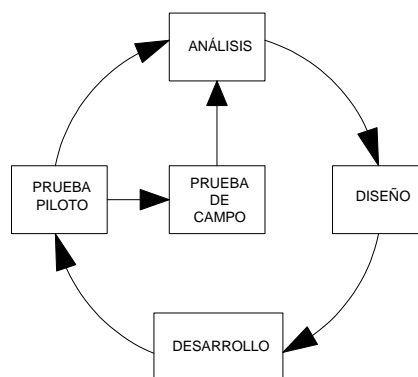 ANÁLISIS
PRUEBA
PILOTO
PRUEBA
DE
CAMPO
DISEÑO
DESARROLLO